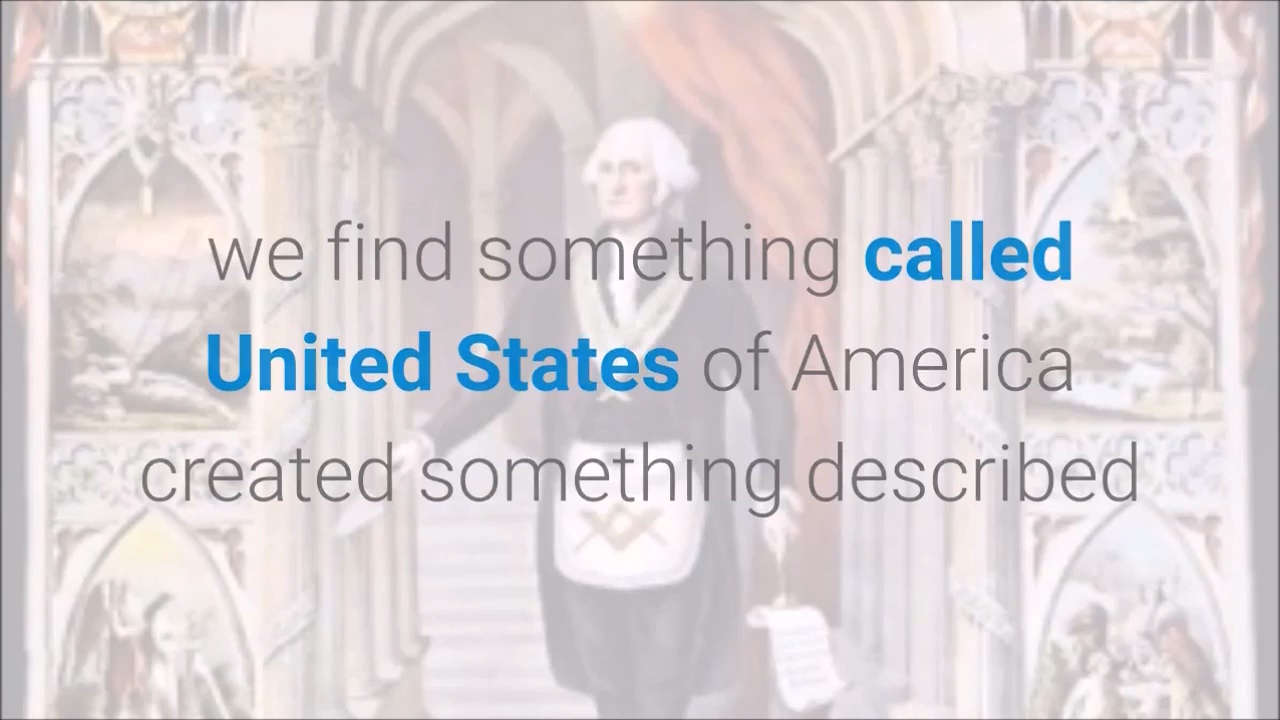 we find something called
United States of America
created something described